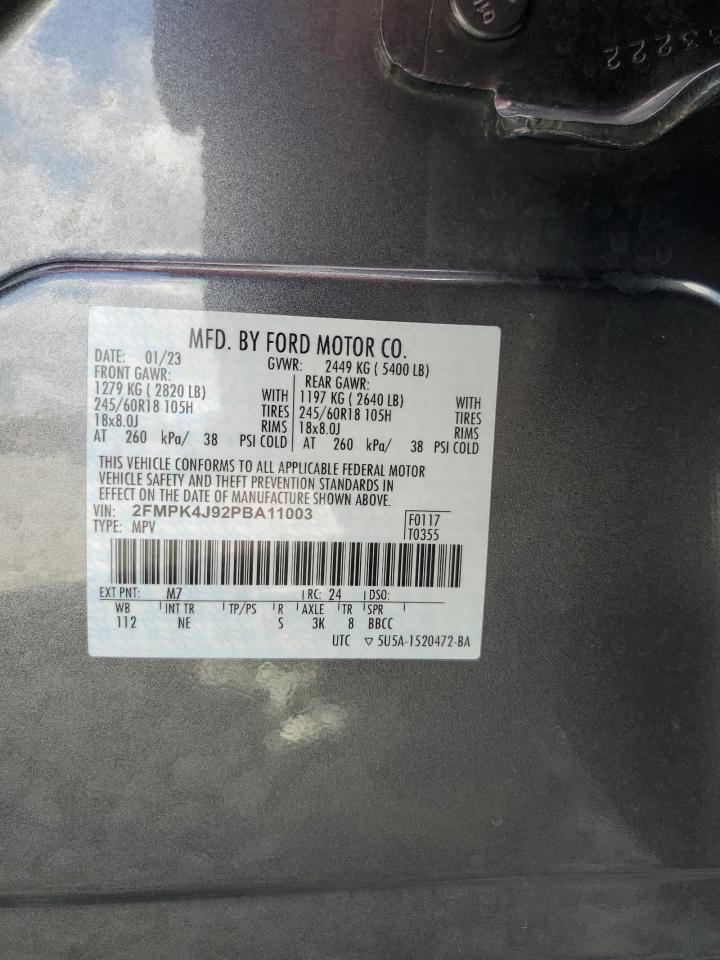 33222
MFD. BY FORD MOTOR CO.
DATE: 01/23 GVWR: 2449 KG ( 5400 LB)
FRONT GAWR: REAR GAWR:
1279 KG ( 2820 LB) WITH 1197 KG ( 2640 LB) WITH
245/60R18 105H TIRES 245/60R18 105H TIRES
18x8.0J RIMS 18x8.0J RIMS
AT 260 kPa/ 38 PSI COLD AT 260 kPa/ 38 PSI COLD
THIS VEHICLE CONFORMS TO ALL APPLICABLE FEDERAL MOTOR
VEHICLE SAFETY AND THEFT PREVENTION STANDARDS IN
EFFECT ON THE DATE OF MANUFACTURE SHOWN ABOVE.
VIN: 2FMPK4J92PBA11003 F0117
TYPE: MPV T0355
EXT PNT: M7 RC: 24 DSO:
WB INT TR TP/PS R AXLE TR SPR
112 NE S 3K 8 BBCC
UTC ▽ 5U5A-1520472-BA